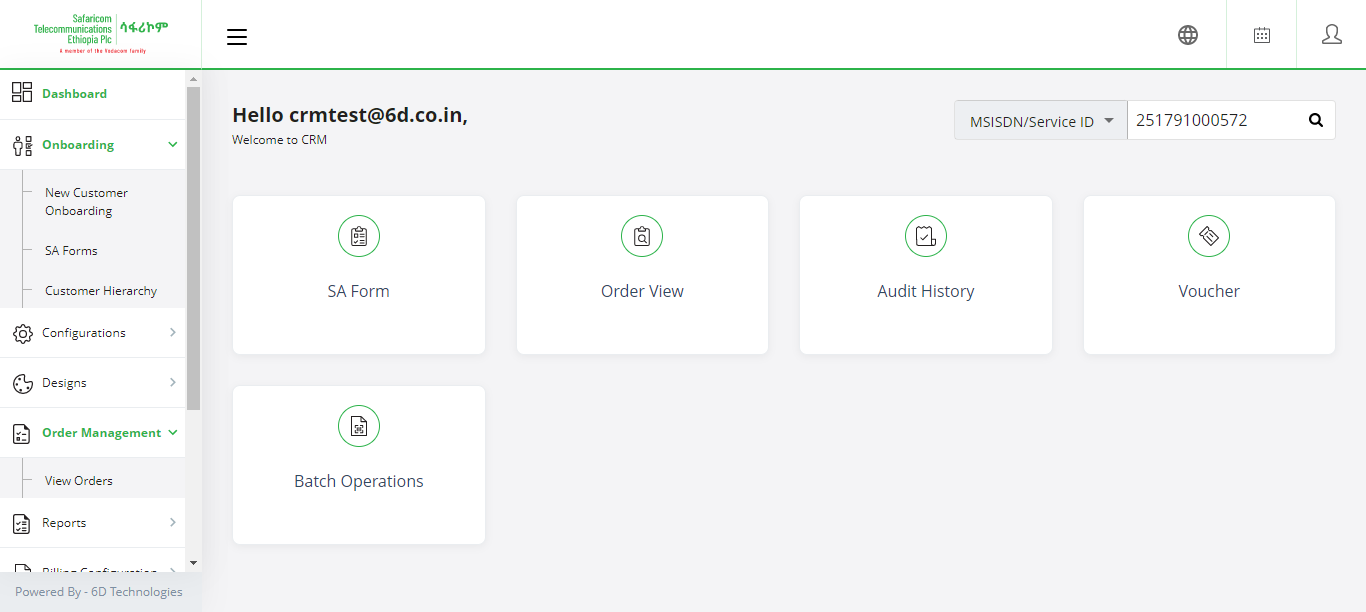 Safaricom
Telecommunications
Ethiopia Plc
ሳፋሪኮም
A member of the Vodacom family
Dashboard
Onboarding
New Customer
Onboarding
SA Forms
Customer Hierarchy
Configurations
Designs
Order Management
View Orders
Reports
Billing Configuration
Powered By - 6D Technologies
Hello crmtest@6d.co.in,
Welcome to CRM
MSISDN/Service ID
251791000572
SA Form
Order View
Audit History
Voucher
Batch Operations